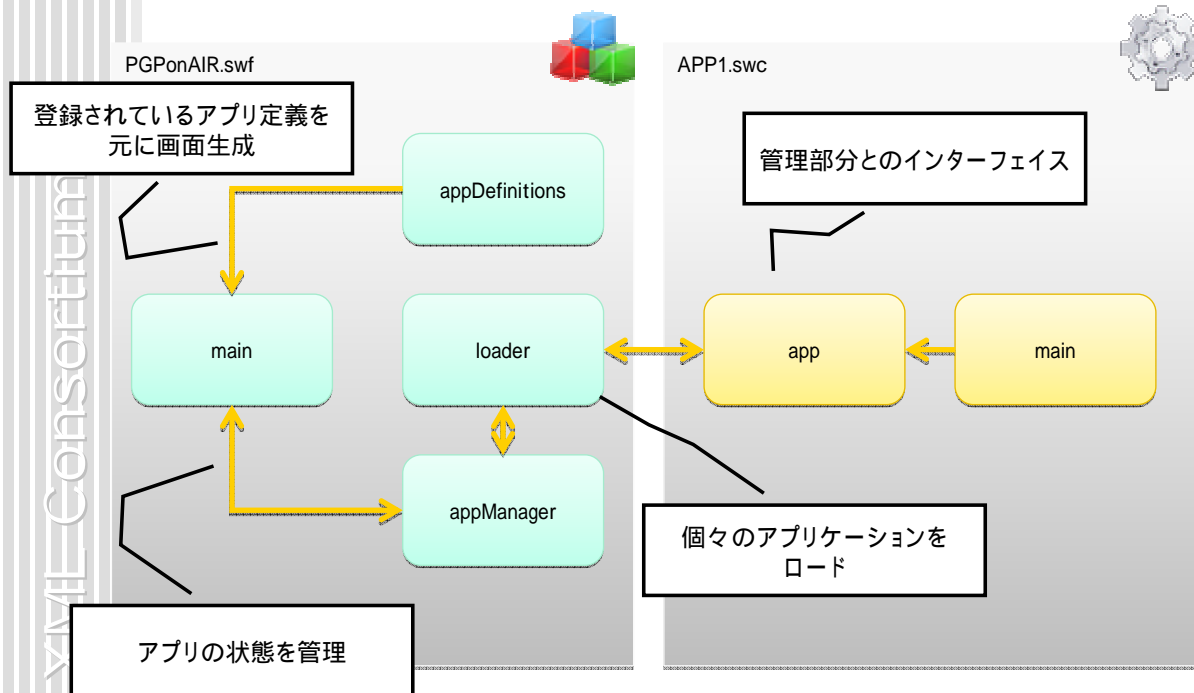 PGPonAIR.swf
APP1.swc
登録されているアプリ定義を
元に画面生成
管理部分とのインターフェイス
appDefinitions
main
loader
app
main
appManager
個々のアプリケーションを
ロード
アプリの状態を管理
XML Consortium